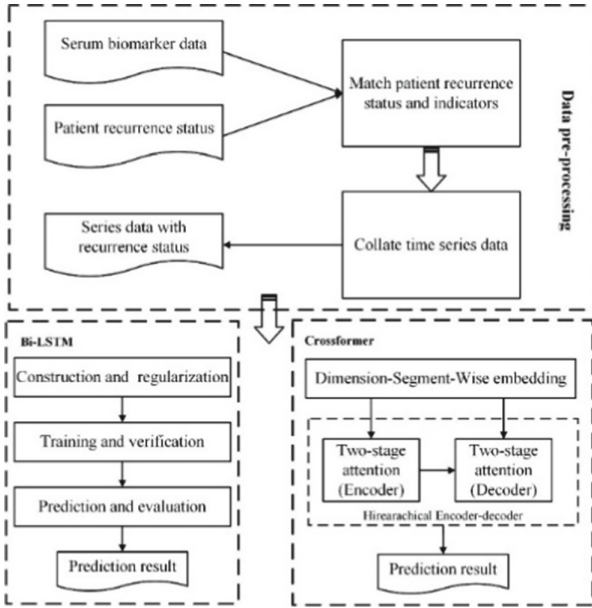 Serum biomarker data
Patient recurrence status
Match patient recurrence
status and indicators
Data pre-processing
Series data with
recurrence status
Collate time series data
Bi-LSTM
Construction and regularization
Training and verification
Prediction and evaluation
Prediction result
Crossformer
Dimension-Segment-Wise embedding
Two-stage
attention
(Encoder)
Two-stage
attention
(Decoder)
Hirearachical Encoder-decoder
Prediction result